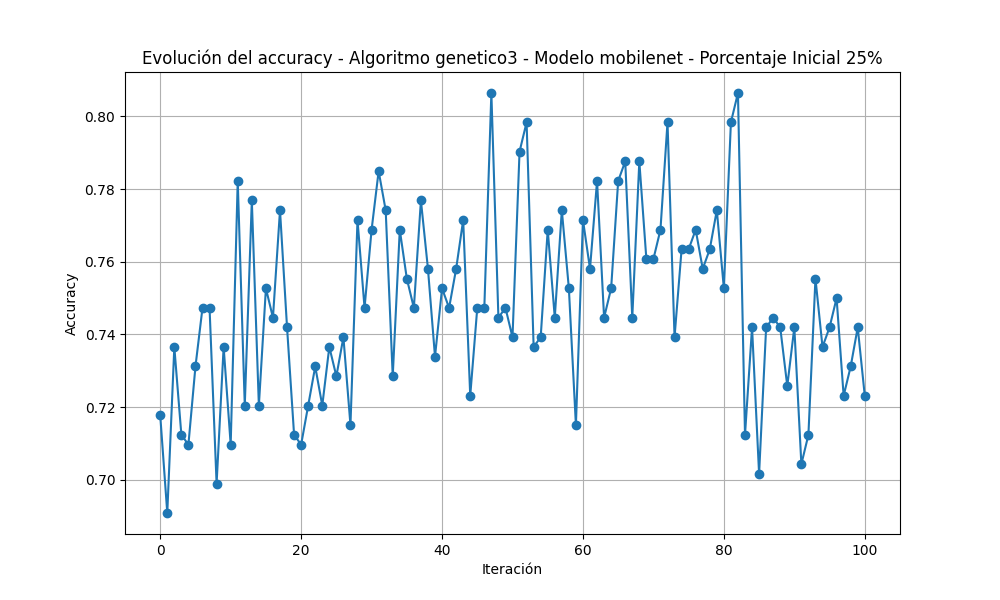 Evolución del accuracy - Algoritmo genetico3 - Modelo mobilenet - Porcentaje Inicial 25%
Accuracy
0.80
0.78
0.76
0.74
0.72
0.70
0 20 40 60 80 100
Iteración